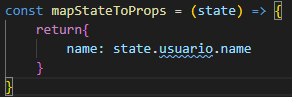 const mapStateToProps = (state) => {
    return{
        name: state.usuario.name
    }
}